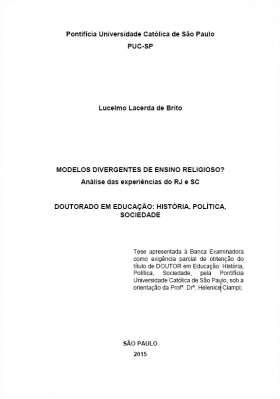 Pontifícia Universidade Católica de São Paulo
PUC-SP
Lucelmo Lacerda de Brito
MODELOS DIVERGENTES DE ENSINO RELIGIOSO?
Análise das experiências do RJ e SC
DOUTORADO EM EDUCAÇÃO: HISTÓRIA, POLÍTICA,
SOCIEDADE
Tese apresentada à Banca Examinadora
como exigência parcial de obtenção do
título de DOUTOR em Educação: História,
Política, Sociedade, pela Pontifícia
Universidade Católica de São Paulo, sob a
orientação da Profª. Drª. Helenice Ciampi;
SÃO PAULO
2015